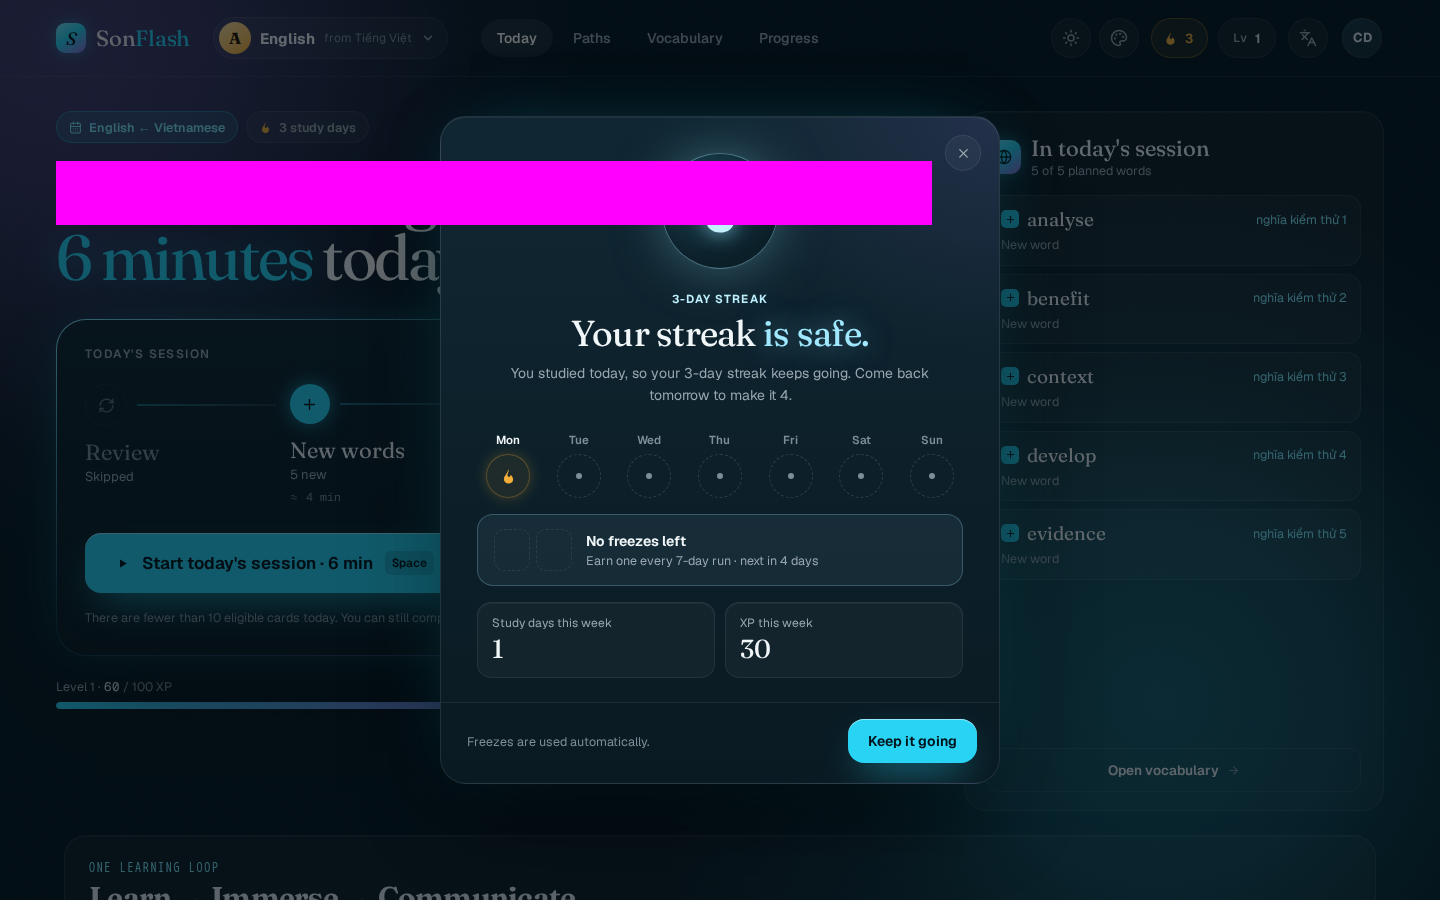 S SonFlash
A English from Tiếng Việt
Today Paths Vocabulary Progress
3
Lv 1
CD
English ← Vietnamese
3 study days
6 minutes
TODAY'S SESSION
Review
Skipped
New words
5 new
≈ 4 min
Start today's session · 6 min Space
There are fewer than 10 eligible cards today. You can still
Level 1 · 60 / 100 XP
3-DAY STREAK
Your streak is safe.
You studied today, so your 3-day streak keeps going. Come back
tomorrow to make it 4.
Mon Tue Wed Thu Fri Sat Sun
No freezes left
Earn one every 7-day run · next in 4 days
Study days this week
1
XP this week
30
Freezes are used automatically.
Keep it going
In today's session
5 of 5 planned words
analyse nghĩa kiểm thử 1
New word
benefit nghĩa kiểm thử 2
New word
context nghĩa kiểm thử 3
New word
develop nghĩa kiểm thử 4
New word
evidence nghĩa kiểm thử 5
New word
Open vocabulary →
ONE LEARNING LOOP
Learn Immerse Communicate